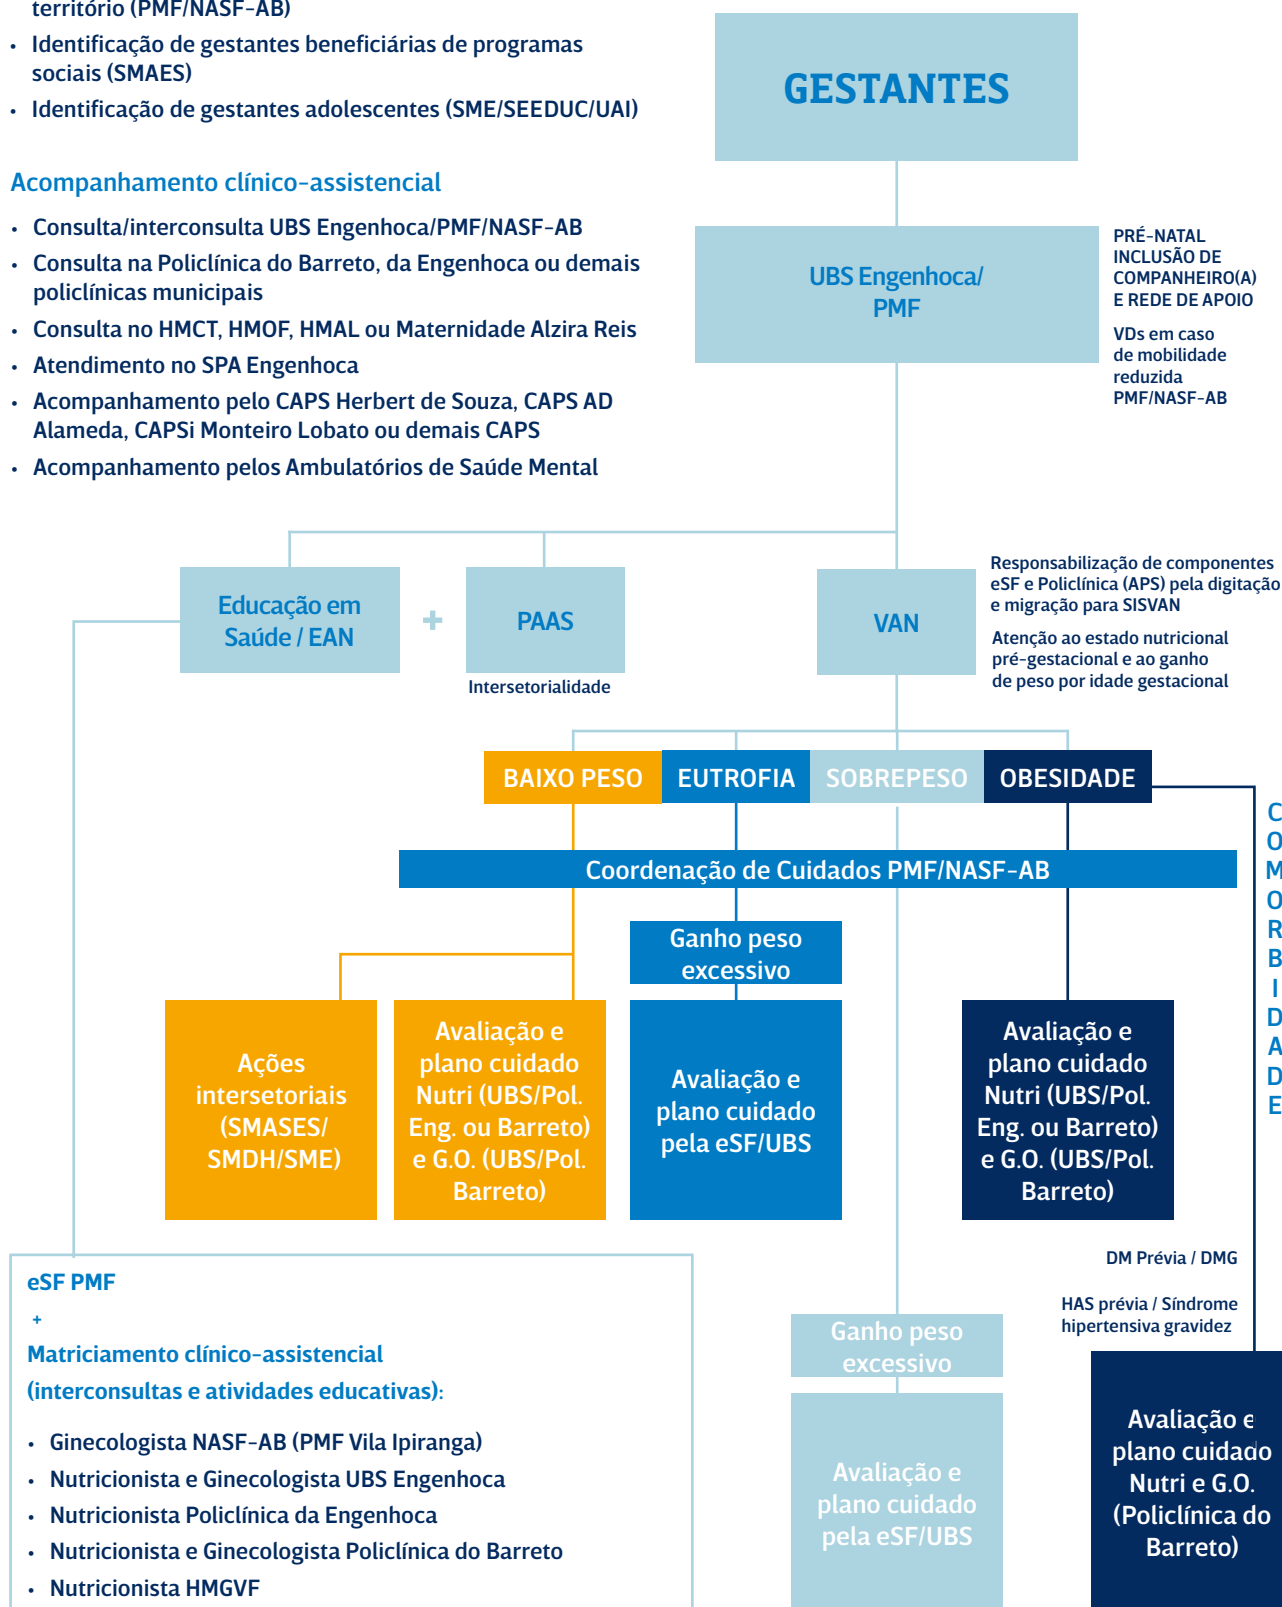 território (PMF/NASF-AB)
• Identificação de gestantes beneficiárias de programas
sociais (SMAES)
• Identificação de gestantes adolescentes (SME/SEEDUC/UAI)
Acompanhamento clínico-assistencial
• Consulta/interconsulta UBS Engenhoca/PMF/NASF-AB
• Consulta na Policlínica do Barreto, da Engenhoca ou demais
policlínicas municipais
• Consulta no HMCT, HMOF, HMAL ou Maternidade Alzira Reis
• Atendimento no SPA Engenhoca
• Acompanhamento pelo CAPS Herbert de Souza, CAPS AD
Alameda, CAPSi Monteiro Lobato ou demais CAPS
• Acompanhamento pelos Ambulatórios de Saúde Mental
GESTANTES
UBS Engenhoca/
PMF
PRÉ-NATAL
INCLUSÃO DE
COMPANHEIRO(A)
E REDE DE APOIO
VDs em caso
de mobilidade
reduzida
PMF/NASF-AB
Educação em
Saúde / EAN
+
PAAS
Intersetorialidade
VAN
Responsabilização de componentes
eSF e Policlínica (APS) pela digitação
e migração para SISVAN
Atenção ao estado nutricional
pré-gestacional e ao ganho
de peso por idade gestacional
BAIXO PESO
EUTROFIA
SOBREPESO
OBESIDADE
C
O
M
O
R
B
I
D
A
D
E
Coordenação de Cuidados PMF/NASF-AB
Ganho peso
excessivo
Ações
intersetoriais
(SMASES/
SMDH/SME)
Avaliação e
plano cuidado
Nutri (UBS/Pol.
Eng. ou Barreto)
e G.O. (UBS/Pol.
Barreto)
Avaliação e
plano cuidado
pela eSF/UBS
Avaliação e
plano cuidado
Nutri (UBS/Pol.
Eng. ou Barreto)
e G.O. (UBS/Pol.
Barreto)
DM Prévia / DMG
HAS prévia / Síndrome
hipertensiva gravidez
eSF PMF
+
Matriciamento clínico-assistencial
(interconsultas e atividades educativas):
• Ginecologista NASF-AB (PMF Vila Ipiranga)
• Nutricionista e Ginecologista UBS Engenhoca
• Nutricionista Policlínica da Engenhoca
• Nutricionista e Ginecologista Policlínica do Barreto
• Nutricionista HMGVF
Ganho peso
excessivo
Avaliação e
plano cuidado
pela eSF/UBS
Avaliação e
plano cuidado
Nutri e G.O.
(Policlínica do
Barreto)